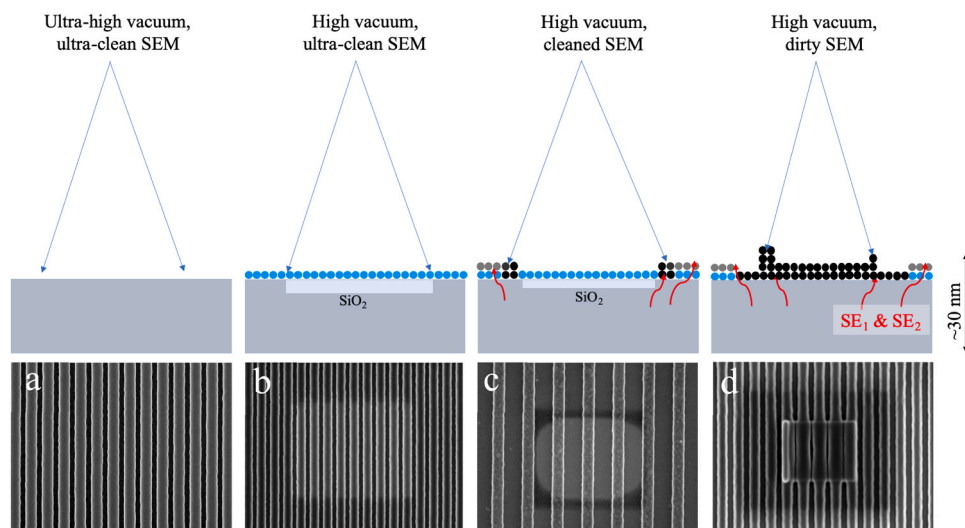 Ultra-high vacuum,
ultra-clean SEM
High vacuum,
ultra-clean SEM
High vacuum,
cleaned SEM
High vacuum,
dirty SEM
SiO₂
SiO₂
SE₁ & SE₂
~30 nm
a
b
c
d